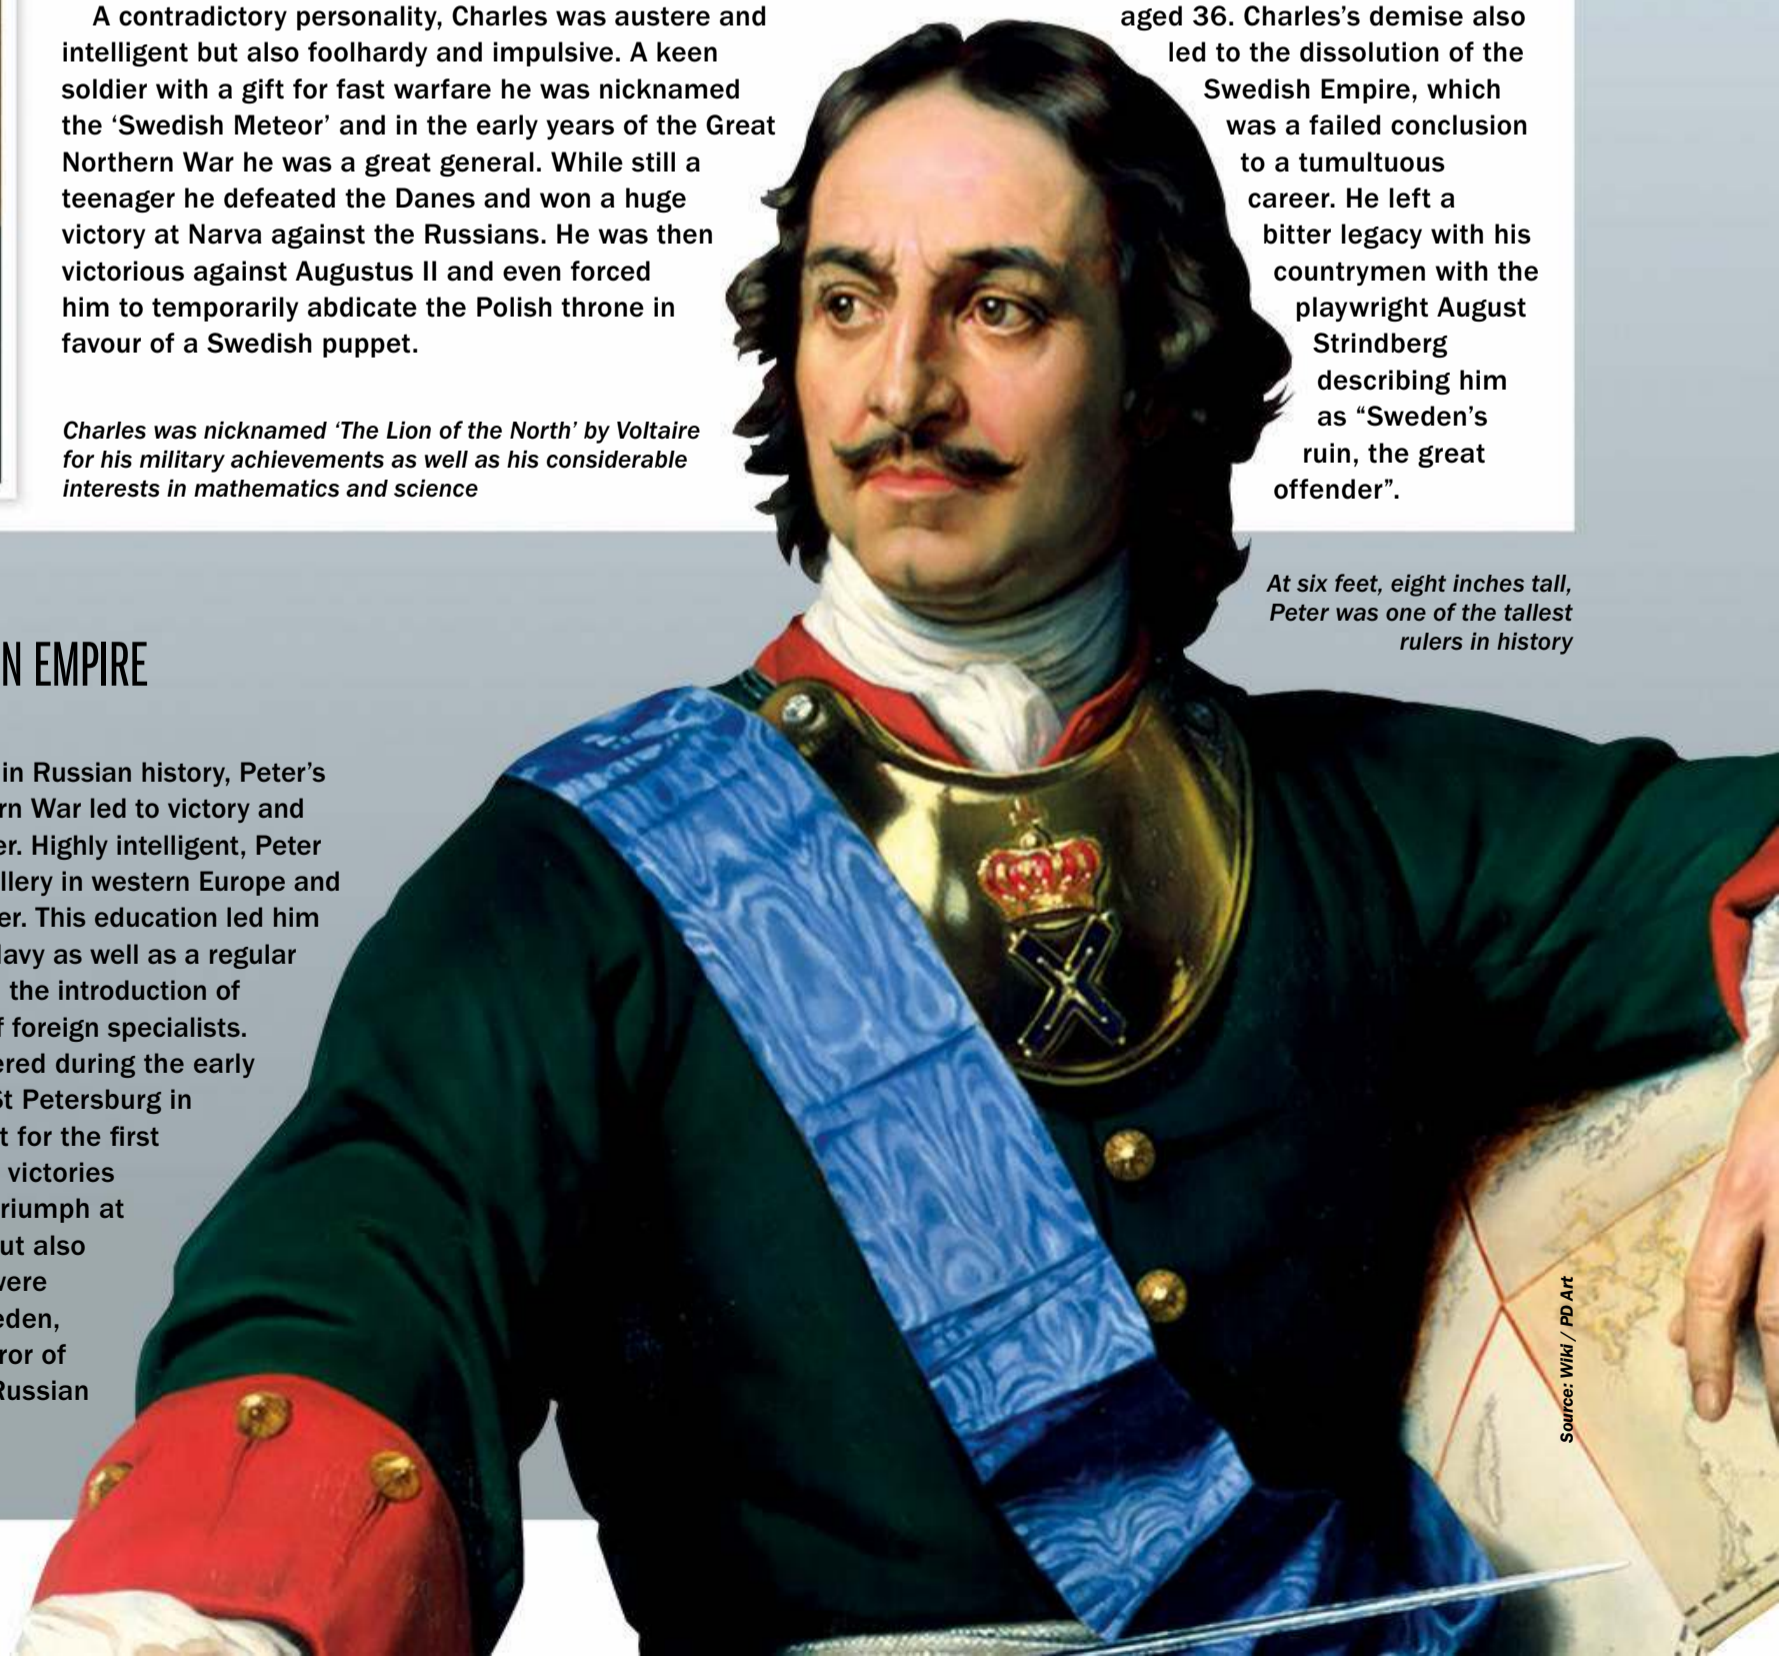 A contradictory personality, Charles was austere and
intelligent but also foolhardy and impulsive. A keen
soldier with a gift for fast warfare he was nicknamed
the ‘Swedish Meteor’ and in the early years of the Great
Northern War he was a great general. While still a
teenager he defeated the Danes and won a huge
victory at Narva against the Russians. He was then
victorious against Augustus II and even forced
him to temporarily abdicate the Polish throne in
favour of a Swedish puppet.
Charles was nicknamed ‘The Lion of the North’ by Voltaire
for his military achievements as well as his considerable
interests in mathematics and science
aged 36. Charles’s demise also
led to the dissolution of the
Swedish Empire, which
was a failed conclusion
to a tumultuous
career. He left a
bitter legacy with his
countrymen with the
playwright August
Strindberg
describing him
as “Sweden’s
ruin, the great
offender”.
At six feet, eight inches tall,
Peter was one of the tallest
rulers in history
N EMPIRE
in Russian history, Peter’s
rn War led to victory and
er. Highly intelligent, Peter
llery in western Europe and
er. This education led him
avy as well as a regular
the introduction of
f foreign specialists.
ered during the early
St Petersburg in
t for the first
victories
riumph at
ut also
were
eden,
ror of
Russian
Source: Wiki / PD Art